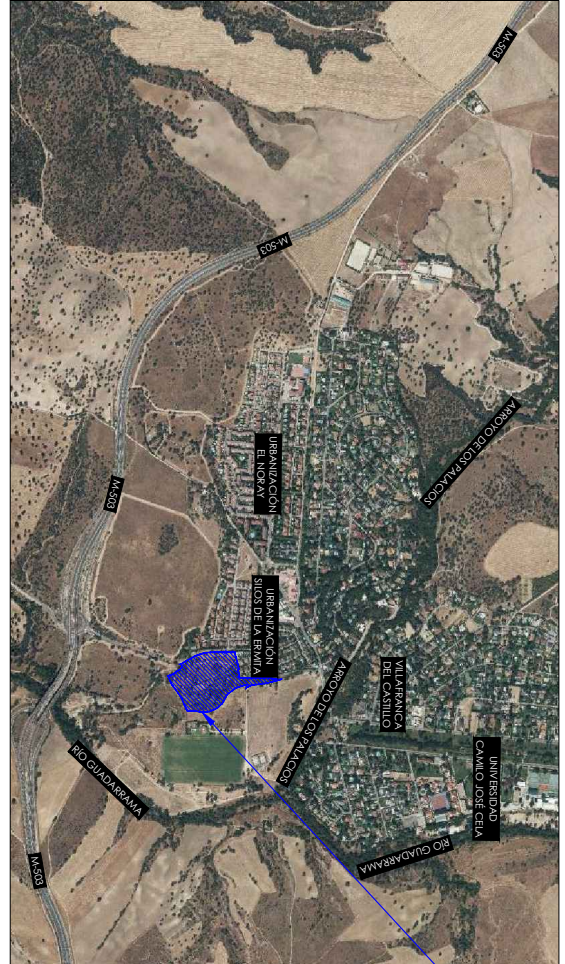 M-503
M-503
ARROYO DE LOS PALACIOS
URBANIZACIÓN
EL NORAY
M-503
URBANIZACIÓN
SILOS DE LA ERMITA
ARROYO DE LOS PALACIOS
VILLAFRANCA
DEL CASTILLO
UNIVERSIDAD
CAMILO JOSÉ CELA
RÍO GUADARRAMA
RÍO GUADARRAMA
M-503